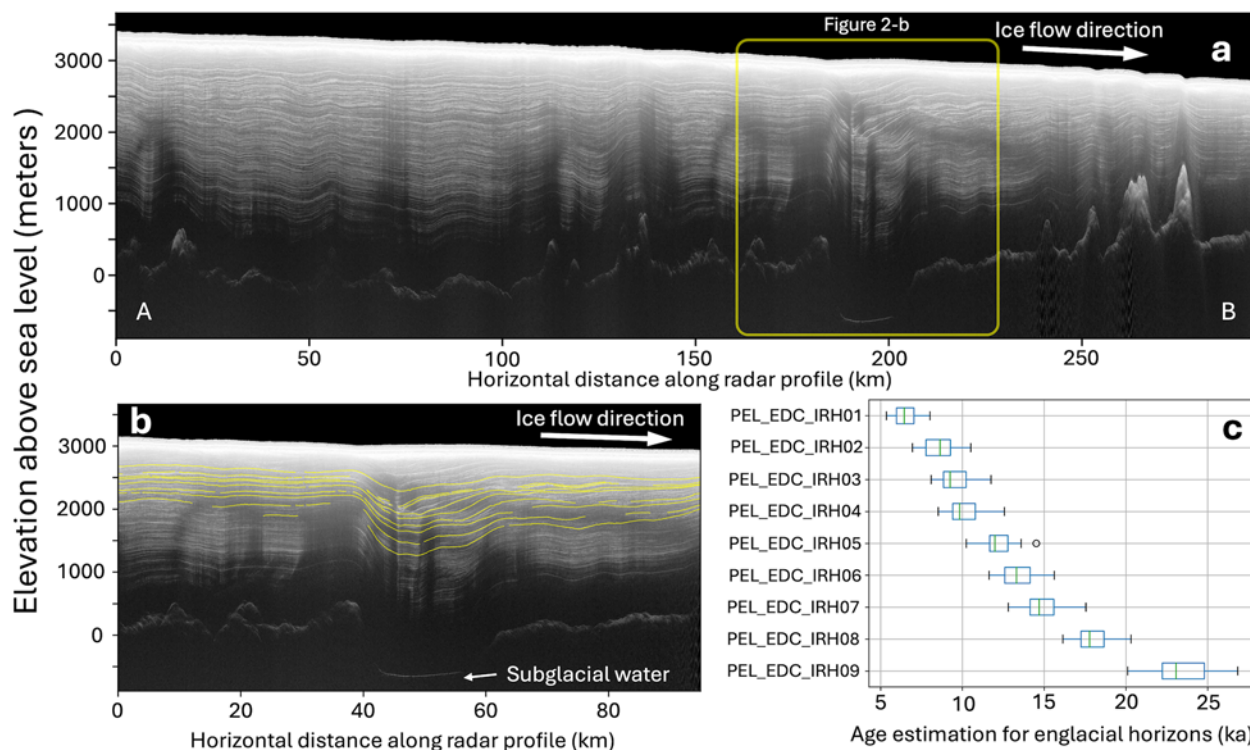 Figure 2-b
Ice flow direction
a
3000
2000
1000
0
A
B
0
50
100
150
200
250
Horizontal distance along radar profile (km)
Elevation above sea level (meters )
b
Ice flow direction
3000
2000
1000
0
Subglacial water
0
20
40
60
80
Horizontal distance along radar profile (km)
c
PEL_EDC_IRH01
PEL_EDC_IRH02
PEL_EDC_IRH03
PEL_EDC_IRH04
PEL_EDC_IRH05
PEL_EDC_IRH06
PEL_EDC_IRH07
PEL_EDC_IRH08
PEL_EDC_IRH09
5
10
15
20
25
Age estimation for englacial horizons (ka)